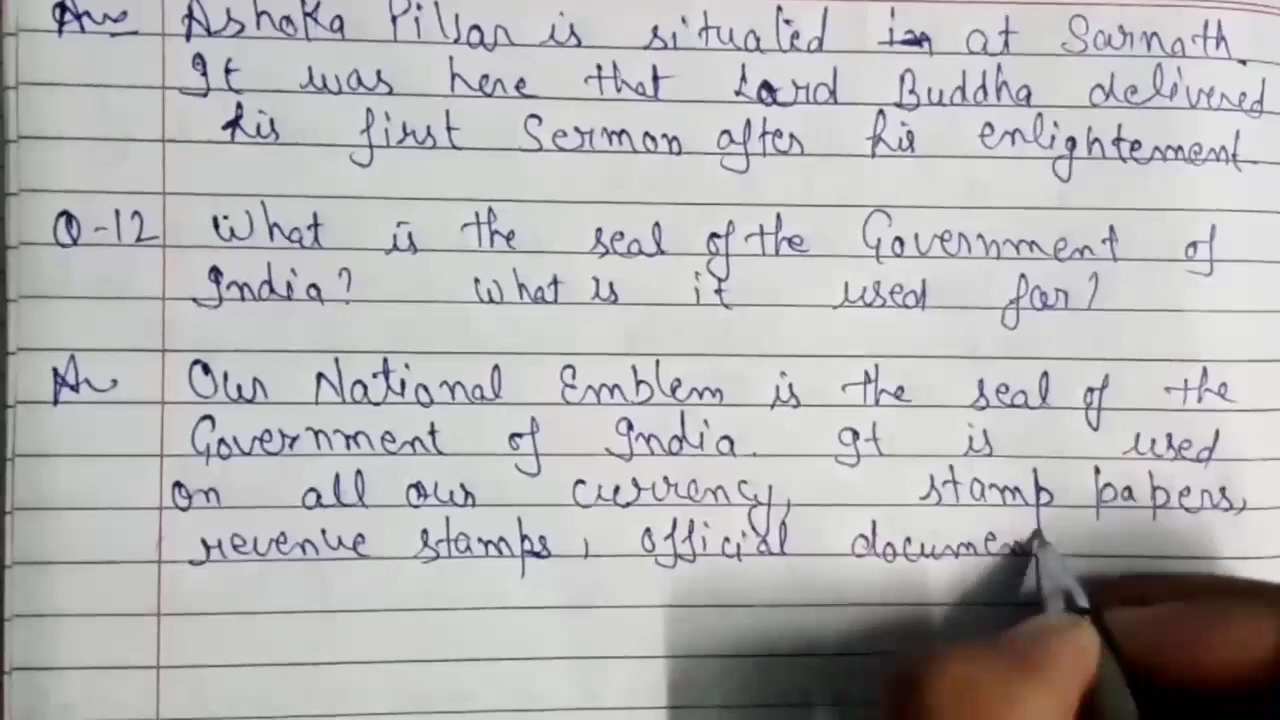 Ans Ashoka Pillar is situated in at Sarnath.
It was here that Lord Buddha delivered
his first Sermon after his enlightement
Q-12 What is the seal of the Government of
India? What is it used for?
An Our National Emblem is the seal of the
Government of India. It is used
on all our currency, stamp papers,
revenue stamps, official documen